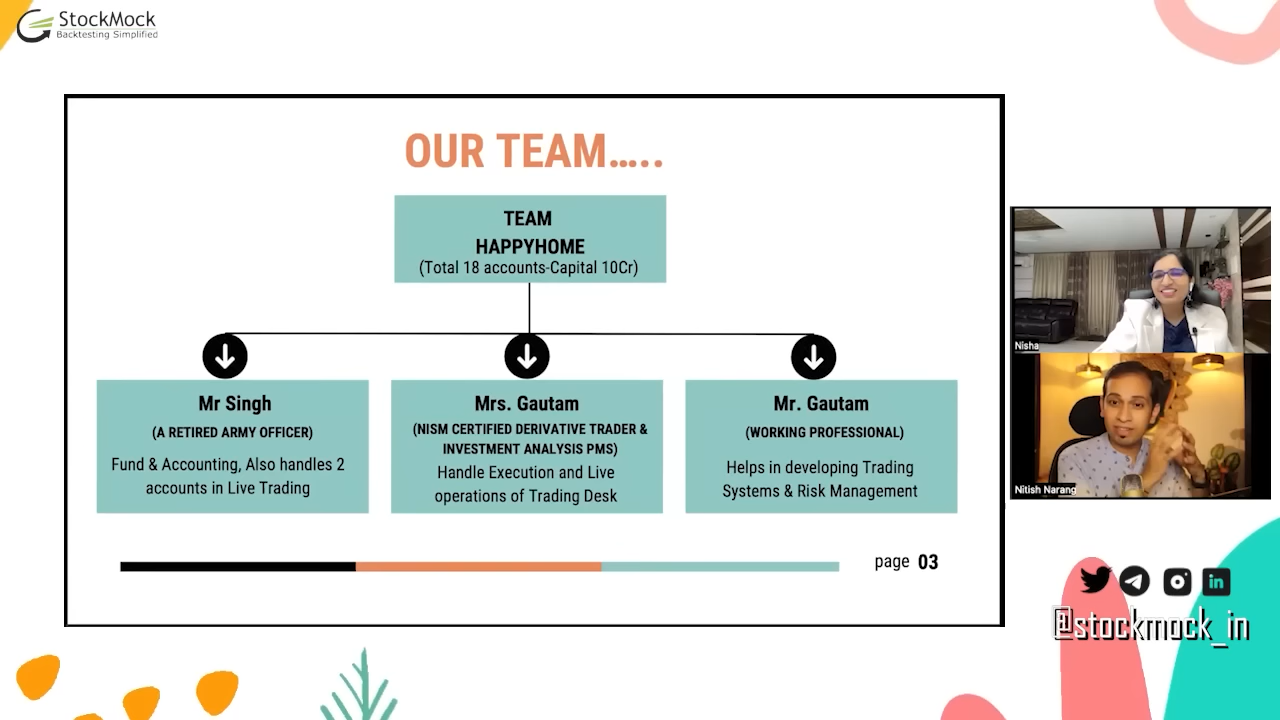 StockMock
Backtesting Simplified
OUR TEAM.....
TEAM
HAPPYHOME
(Total 18 accounts-Capital 10Cr)
Mr Singh
(A RETIRED ARMY OFFICER)
Fund & Accounting, Also handles 2
accounts in Live Trading
Mrs. Gautam
(NISM CERTIFIED DERIVATIVE TRADER &
INVESTMENT ANALYSIS PMS)
Handle Execution and Live
operations of Trading Desk
Mr. Gautam
(WORKING PROFESSIONAL)
Helps in developing Trading
Systems & Risk Management
page 03
Nisha
Nitish Narang
in
@stockmock_in